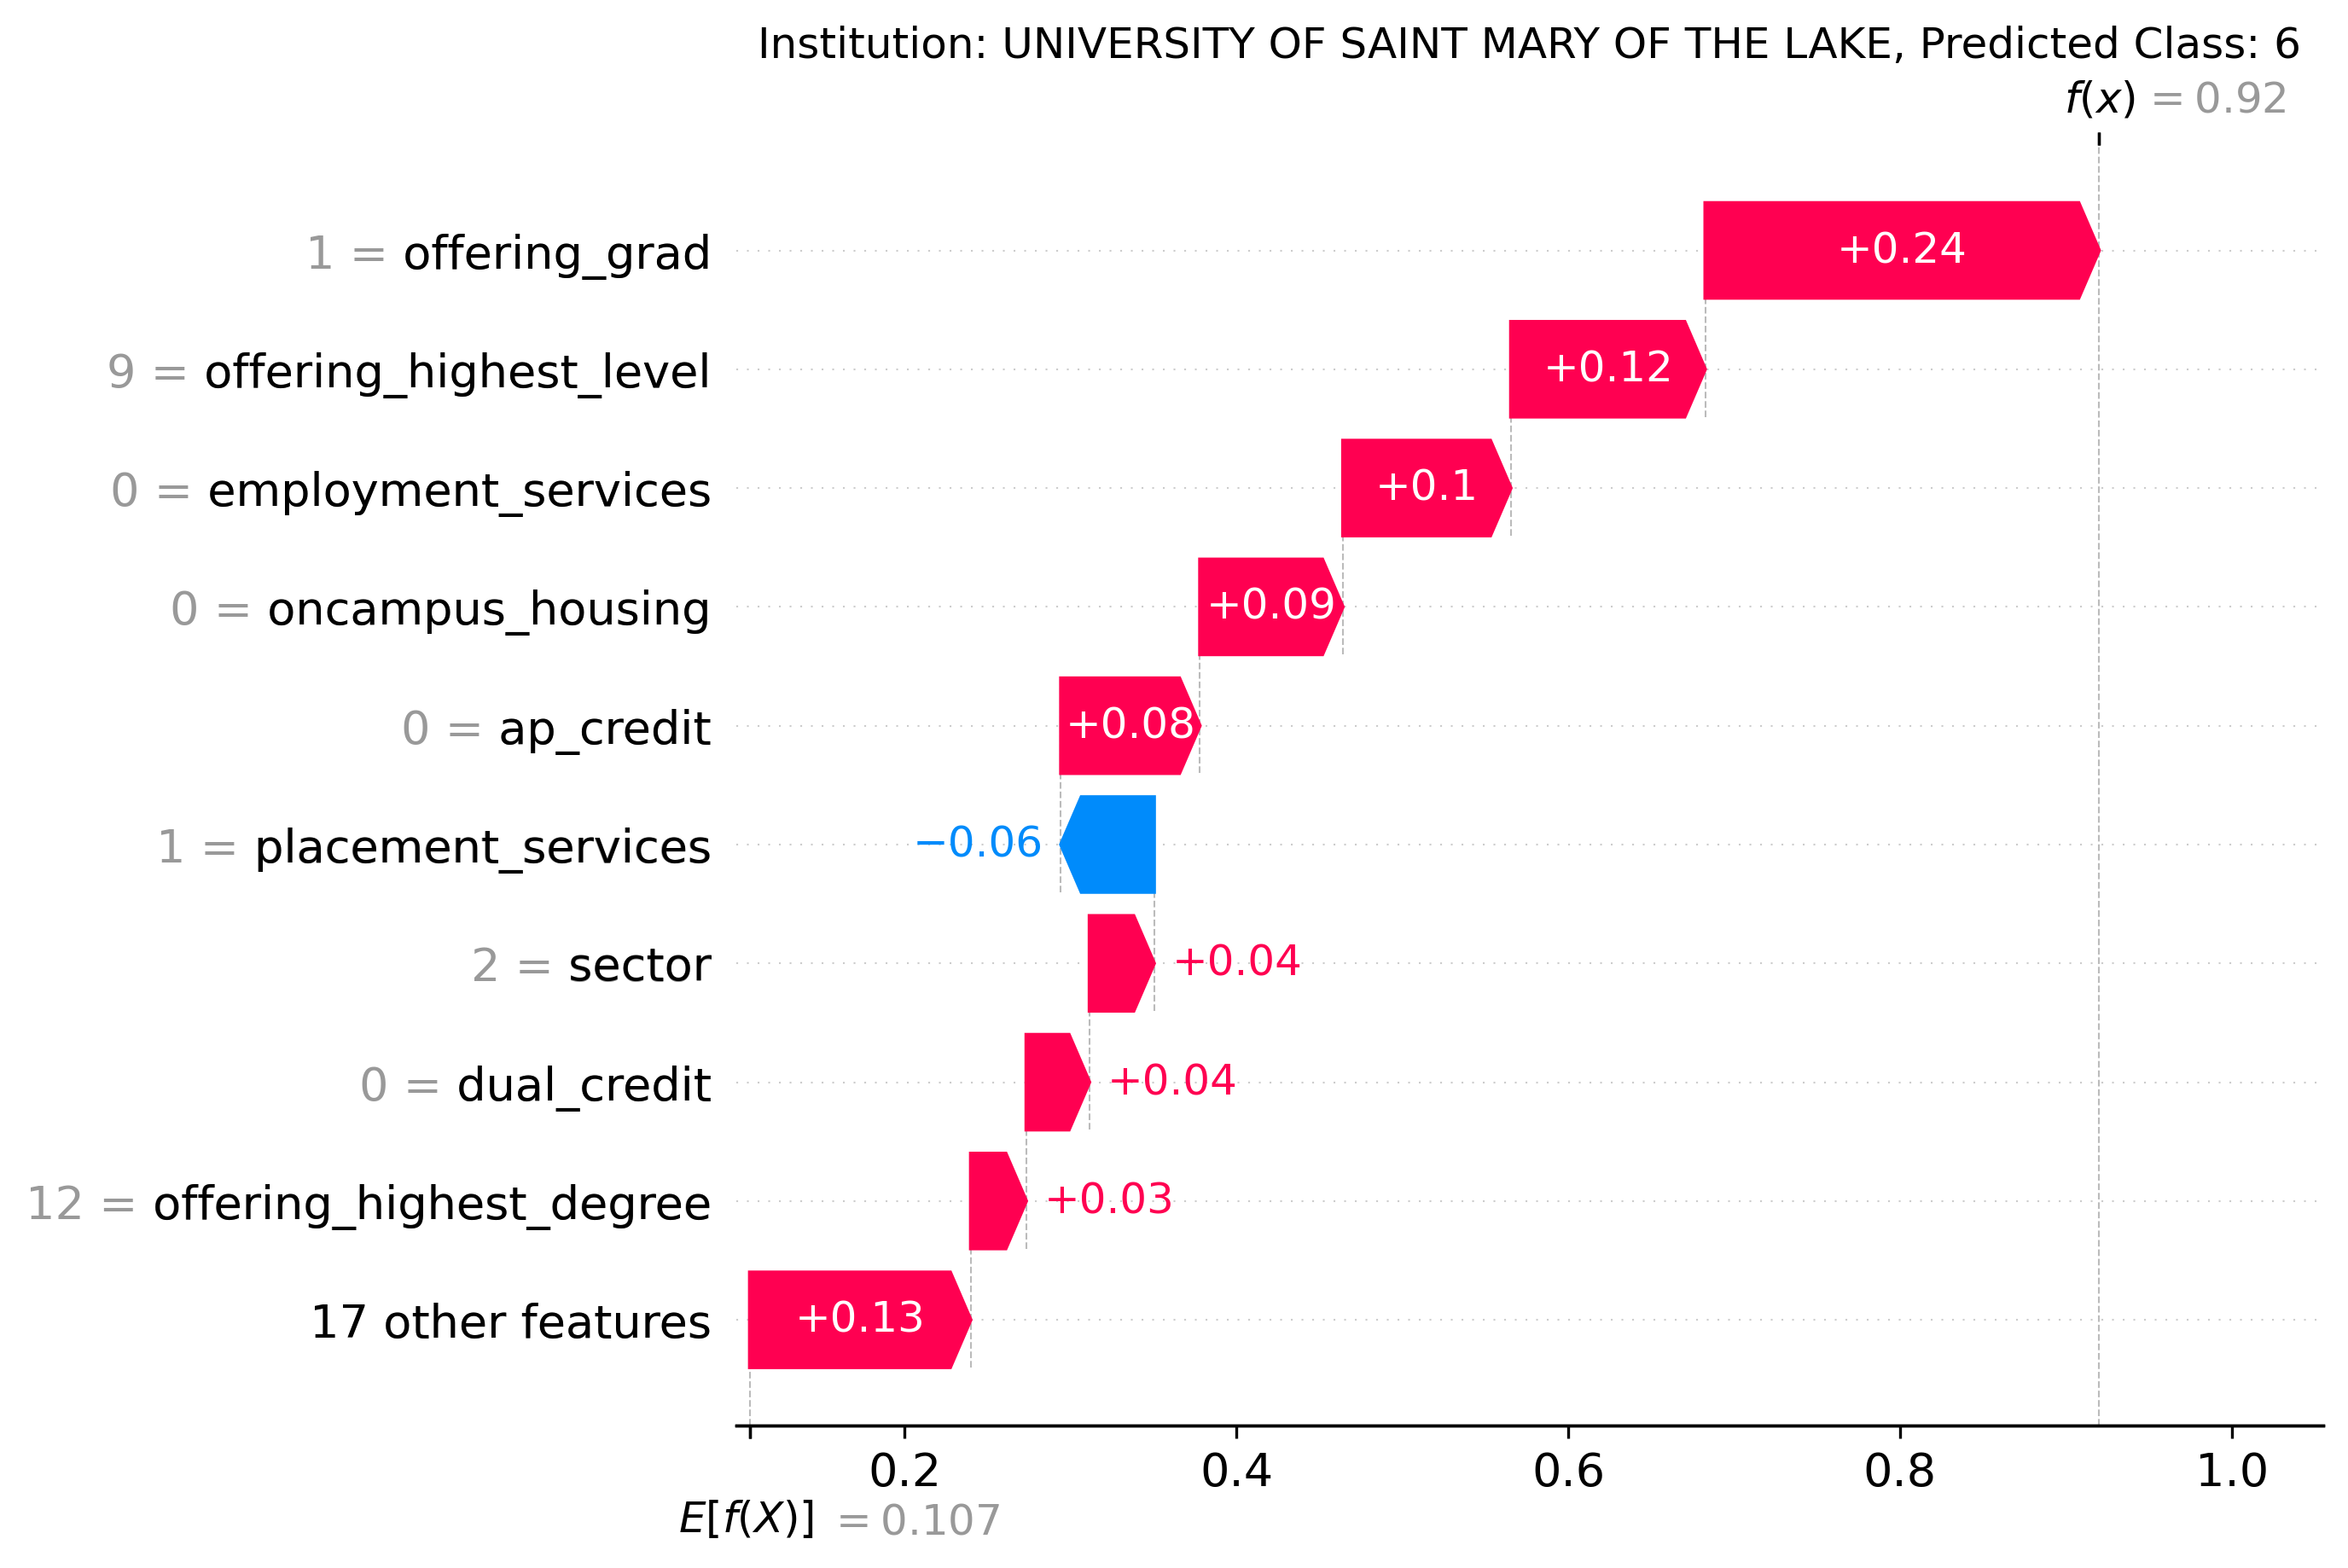 Institution: UNIVERSITY OF SAINT MARY OF THE LAKE, Predicted Class: 6
f(x) = 0.92
1 = offering_grad +0.24
9 = offering_highest_level +0.12
0 = employment_services +0.1
0 = oncampus_housing +0.09
0 = ap_credit +0.08
1 = placement_services −0.06
2 = sector +0.04
0 = dual_credit +0.04
12 = offering_highest_degree +0.03
17 other features +0.13
0.2 0.4 0.6 0.8 1.0
E[f(X)] = 0.107